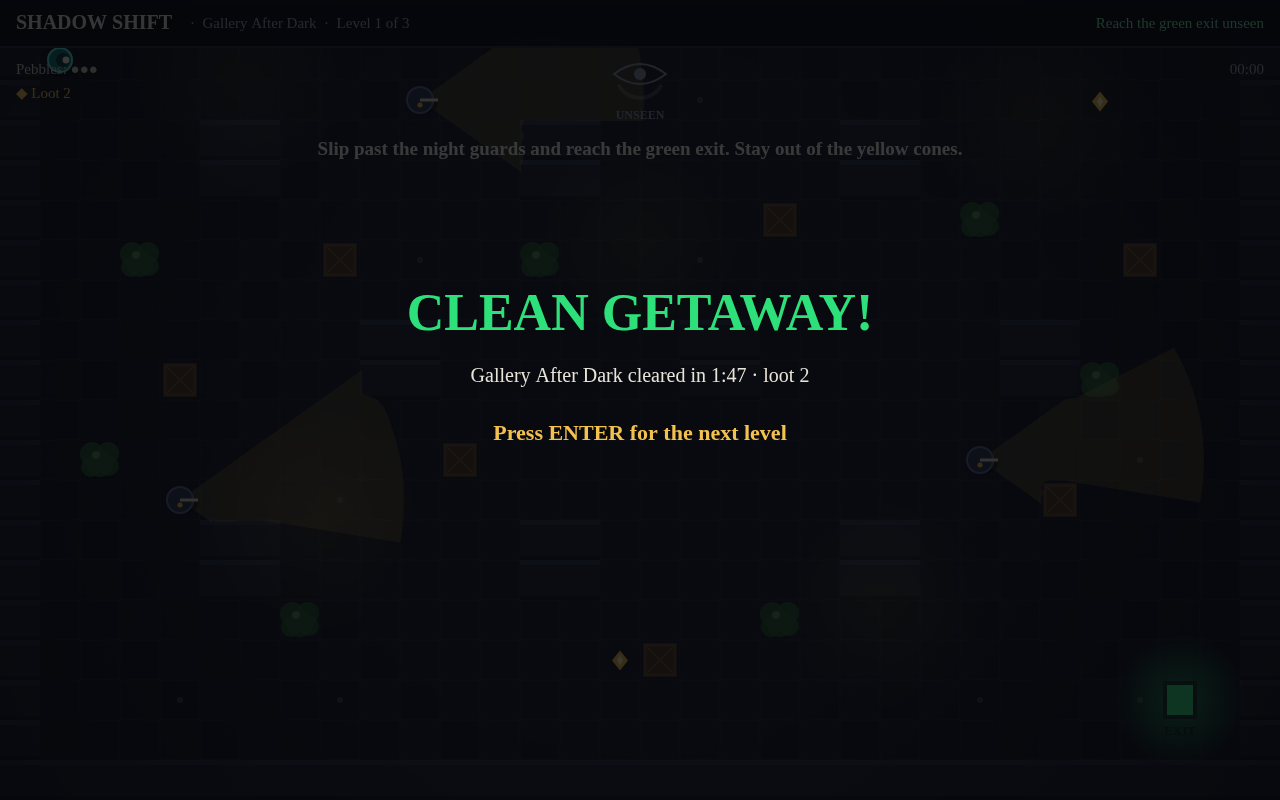 SHADOW SHIFT · Gallery After Dark · Level 1 of 3
Reach the green exit unseen
Pebbles: ●●●
00:00
◆ Loot 2
UNSEEN
Slip past the night guards and reach the green exit. Stay out of the yellow cones.
CLEAN GETAWAY!
Gallery After Dark cleared in 1:47 · loot 2
Press ENTER for the next level
EXIT